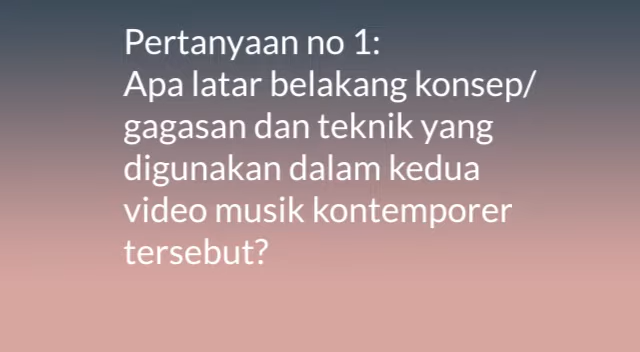 Pertanyaan no 1:
Apa latar belakang konsep/
gagasan dan teknik yang
digunakan dalam kedua
video musik kontemporer
tersebut?